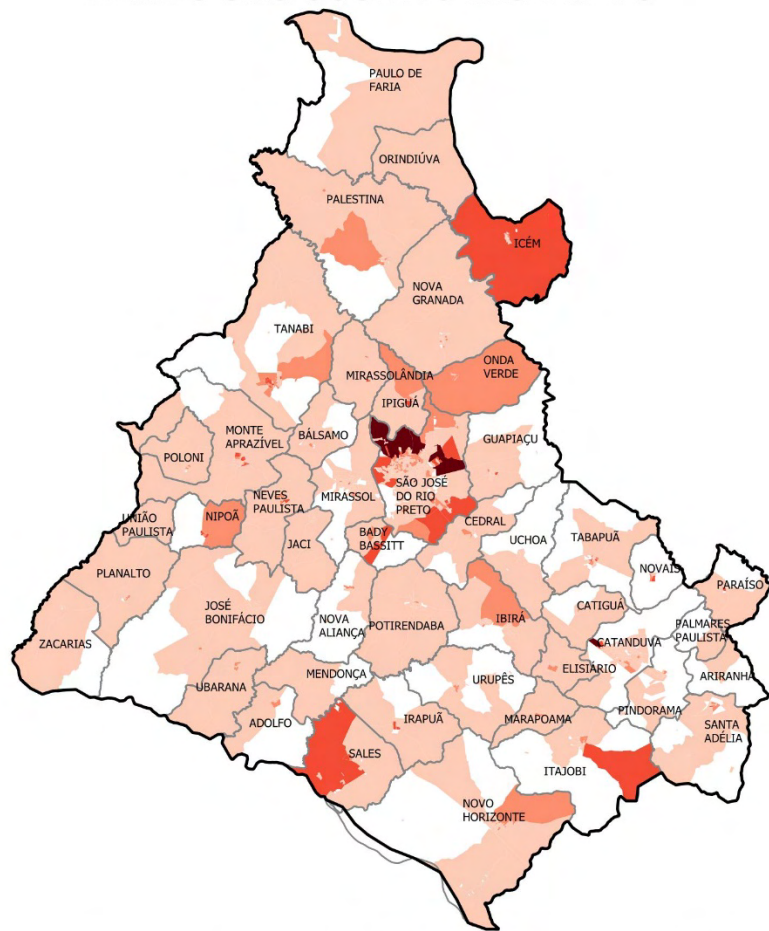 PAULO DE
FARIA
ORINDIÚVA
PALESTINA
ICÉM
NOVA
GRANADA
TANABI
ONDA
VERDE
MIRASSOLÂNDIA
IPIGUÁ
MONTE
APRAZÍVEL
BÁLSAMO
GUAPIAÇU
POLONI
MIRASSOL
SÃO JOSÉ
DO RIO
PRETO
NEVES
PAULISTA
UNIÃO
PAULISTA
NIPOÃ
CEDRAL
BADY
BASSITT
UCHOA
TABAPUÃ
JACI
NOVAIS
PLANALTO
PARAÍSO
JOSÉ
BONIFÁCIO
CATIGUÁ
NOVA
ALIANÇA
POTIRENDABA
IBIRÁ
PALMARES
PAULISTA
ZACARIAS
CATANDUVA
ELISIÁRIO
MENDONÇA
URUPÊS
ARIRANHA
UBARANA
ADOLFO
IRAPUÃ
MARAPOAMA
PINDORAMA
SANTA
ADÉLIA
SALES
ITAJOBI
NOVO
HORIZONTE